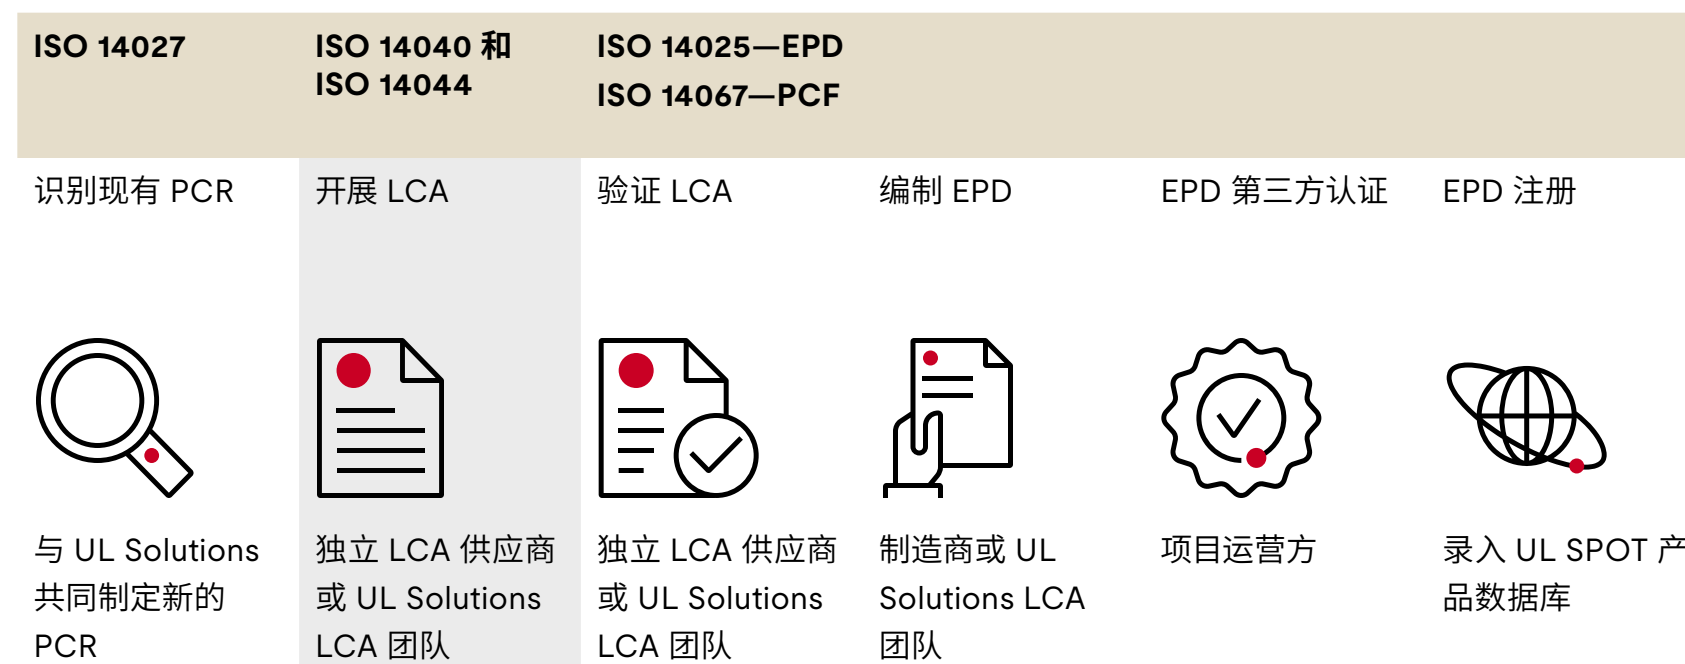 ISO 14027
ISO 14040 和
ISO 14044
ISO 14025—EPD
ISO 14067—PCF
识别现有 PCR
开展 LCA
验证 LCA
编制 EPD
EPD 第三方认证
EPD 注册
与 UL Solutions
共同制定新的
PCR
独立 LCA 供应商
或 UL Solutions
LCA 团队
独立 LCA 供应商
或 UL Solutions
LCA 团队
制造商或 UL
Solutions LCA
团队
项目运营方
录入 UL SPOT 产
品数据库